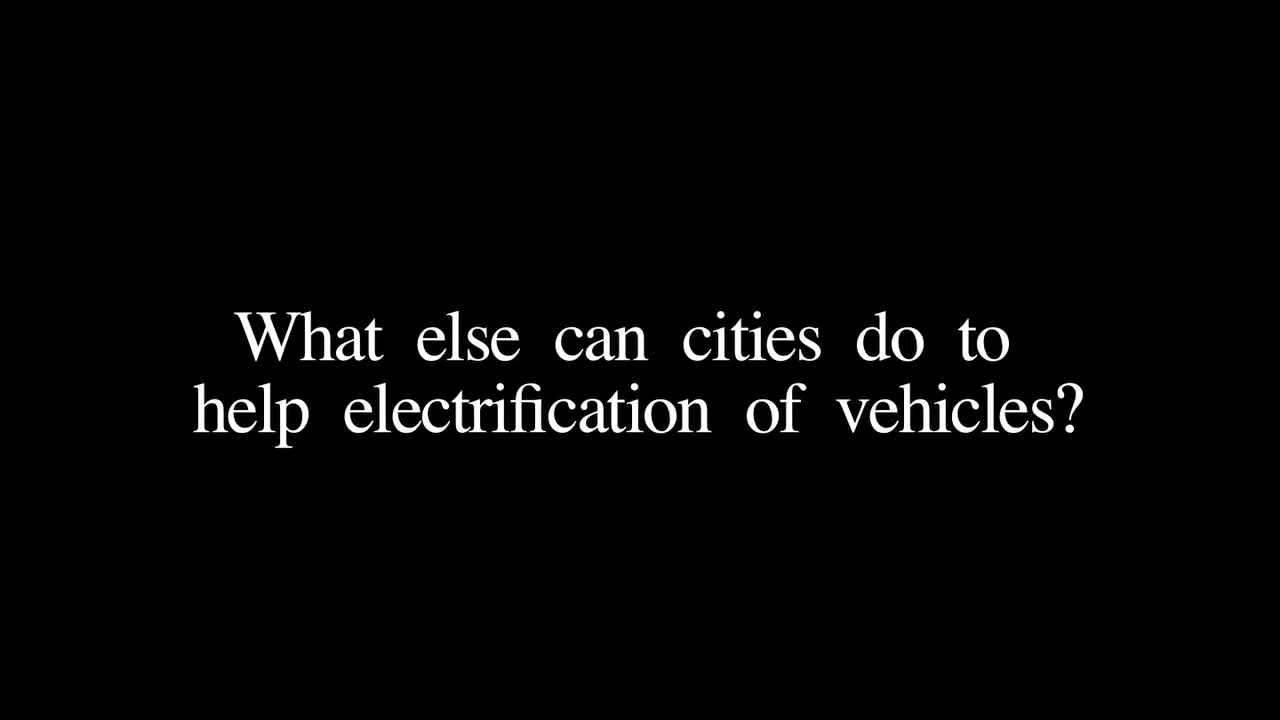 What else can cities do to
help electrification of vehicles?